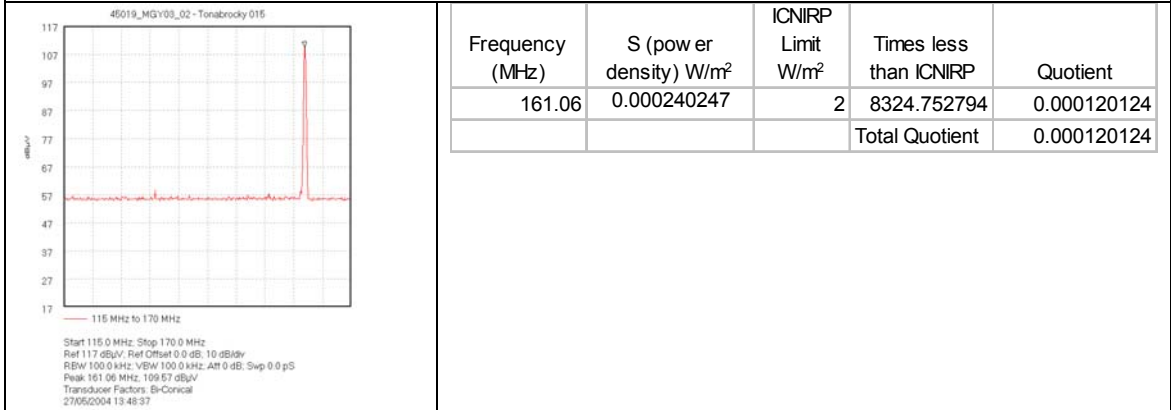 45019_MGY03_02 - Tonabrocky 015
117
107
97
87
77
67
57
47
37
27
17
dBµV
115 MHz to 170 MHz
Start 115.0 MHz; Stop 170.0 MHz
Ref 117 dBµV; Ref Offset 0.0 dB; 10 dB/div
RBW 100.0 kHz; VBW 100.0 kHz; Att 0 dB; Swp 0.0 pS
Peak 161.06 MHz, 109.57 dBµV
Transducer Factors: Bi-Conical
27/05/2004 13:48:37
Frequency (MHz) S (power density) W/m² ICNIRP Limit W/m² Times less than ICNIRP Quotient
161.06 0.000240247 2 8324.752794 0.000120124
Total Quotient 0.000120124